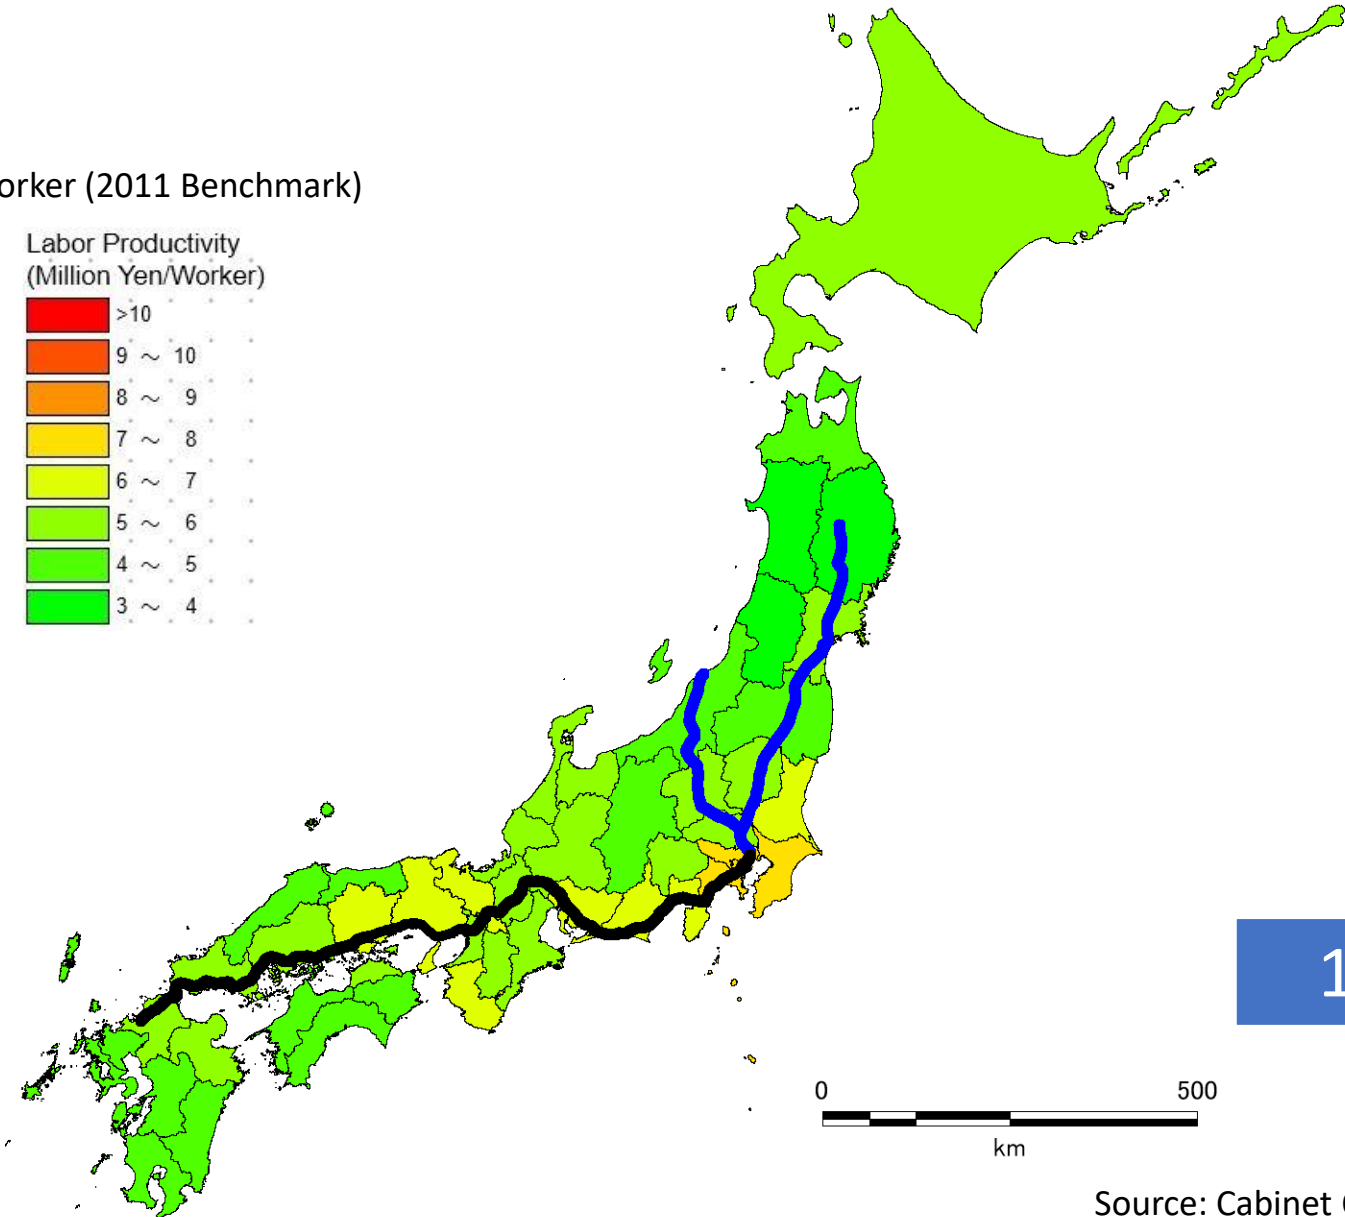 orker (2011 Benchmark)
Labor Productivity
(Million Yen/Worker)
>10
9 ～ 10
8 ～ 9
7 ～ 8
6 ～ 7
5 ～ 6
4 ～ 5
3 ～ 4
1
0 500
km
Source: Cabinet